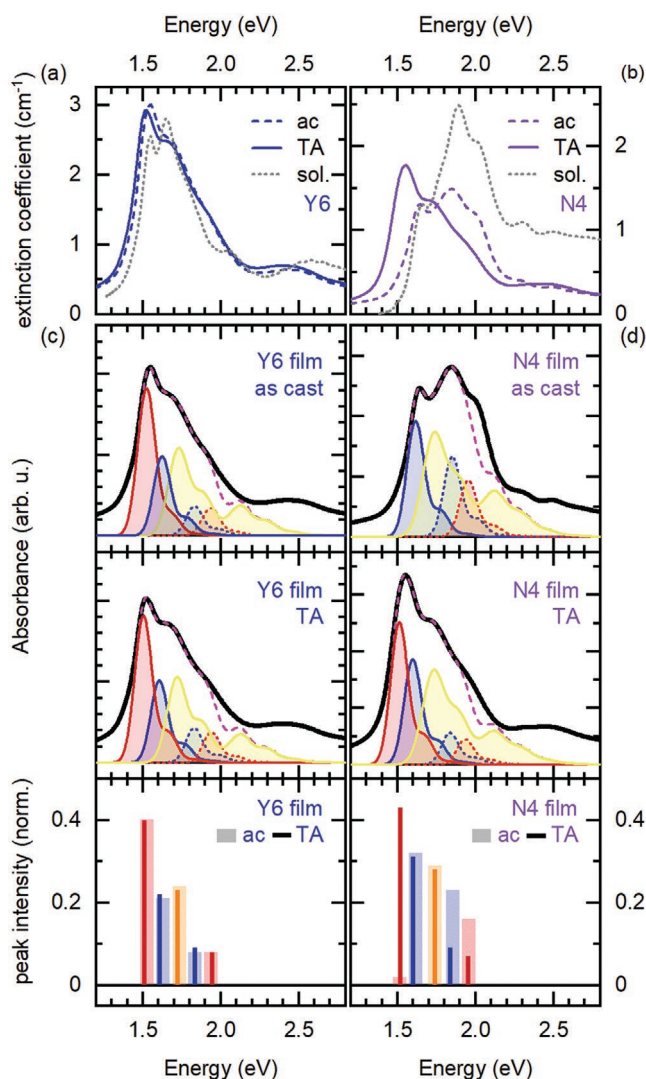 Energy (eV)
Energy (eV)
1.5 2.0 2.5
1.5 2.0 2.5
(a)
(b)
extinction coefficient (cm⁻¹)
3
2
1
0
ac
TA
sol.
Y6
ac
TA
sol.
N4
2
1
0
(c)
(d)
Absorbance (arb. u.)
Y6 film
as cast
N4 film
as cast
Y6 film
TA
N4 film
TA
peak intensity (norm.)
0.4
0.2
0
Y6 film
ac TA
N4 film
ac TA
0.4
0.2
0
1.5 2.0 2.5
1.5 2.0 2.5
Energy (eV)
Energy (eV)